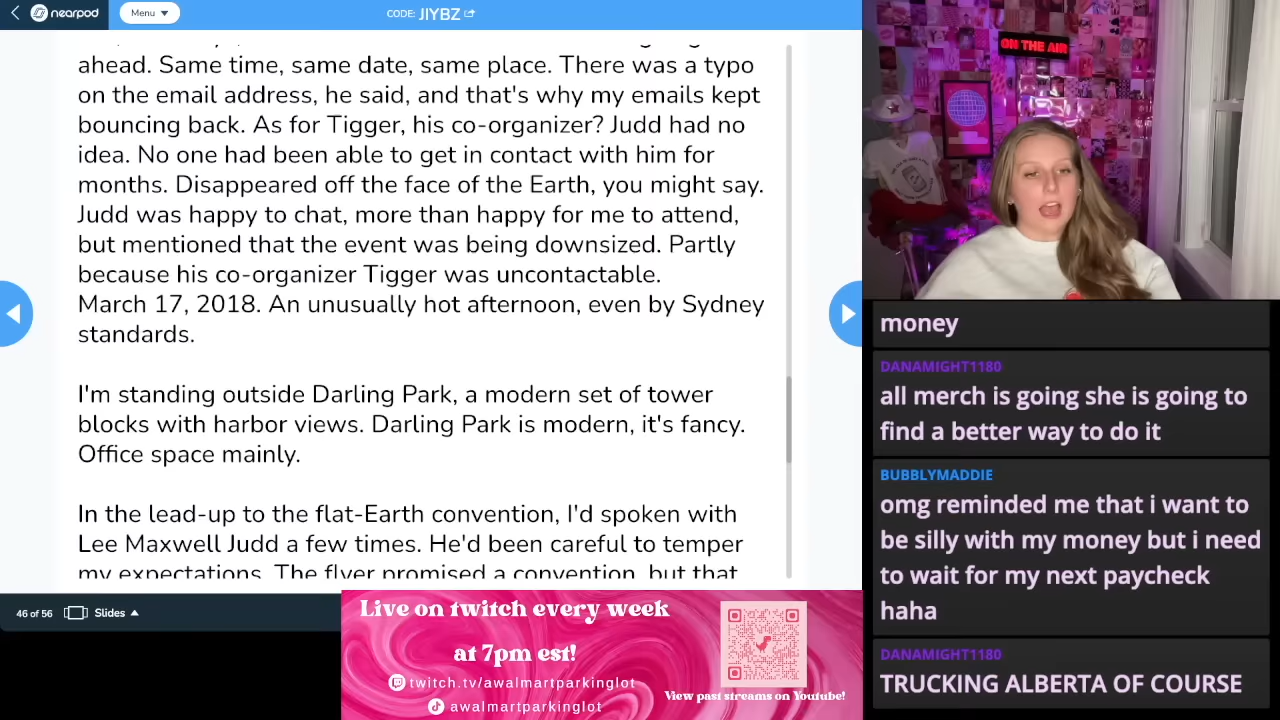 nearpod
Menu
CODE: JIYBZ
ahead. Same time, same date, same place. There was a typo
on the email address, he said, and that's why my emails kept
bouncing back. As for Tigger, his co-organizer? Judd had no
idea. No one had been able to get in contact with him for
months. Disappeared off the face of the Earth, you might say.
Judd was happy to chat, more than happy for me to attend,
but mentioned that the event was being downsized. Partly
because his co-organizer Tigger was uncontactable.
March 17, 2018. An unusually hot afternoon, even by Sydney
standards.
I'm standing outside Darling Park, a modern set of tower
blocks with harbor views. Darling Park is modern, it's fancy.
Office space mainly.
In the lead-up to the flat-Earth convention, I'd spoken with
Lee Maxwell Judd a few times. He'd been careful to temper
my expectations. The flyer promised a convention, but that
46 of 56
Slides
ON THE AIR
money
DANAMIGHT1180
all merch is going she is going to
find a better way to do it
BUBBLYMADDIE
omg reminded me that i want to
be silly with my money but i need
to wait for my next paycheck
haha
DANAMIGHT1180
TRUCKING ALBERTA OF COURSE
Live on twitch every week
at 7pm est!
twitch.tv/awalmartparkinglot
awalmartparkinglot
View past streams on Youtube!